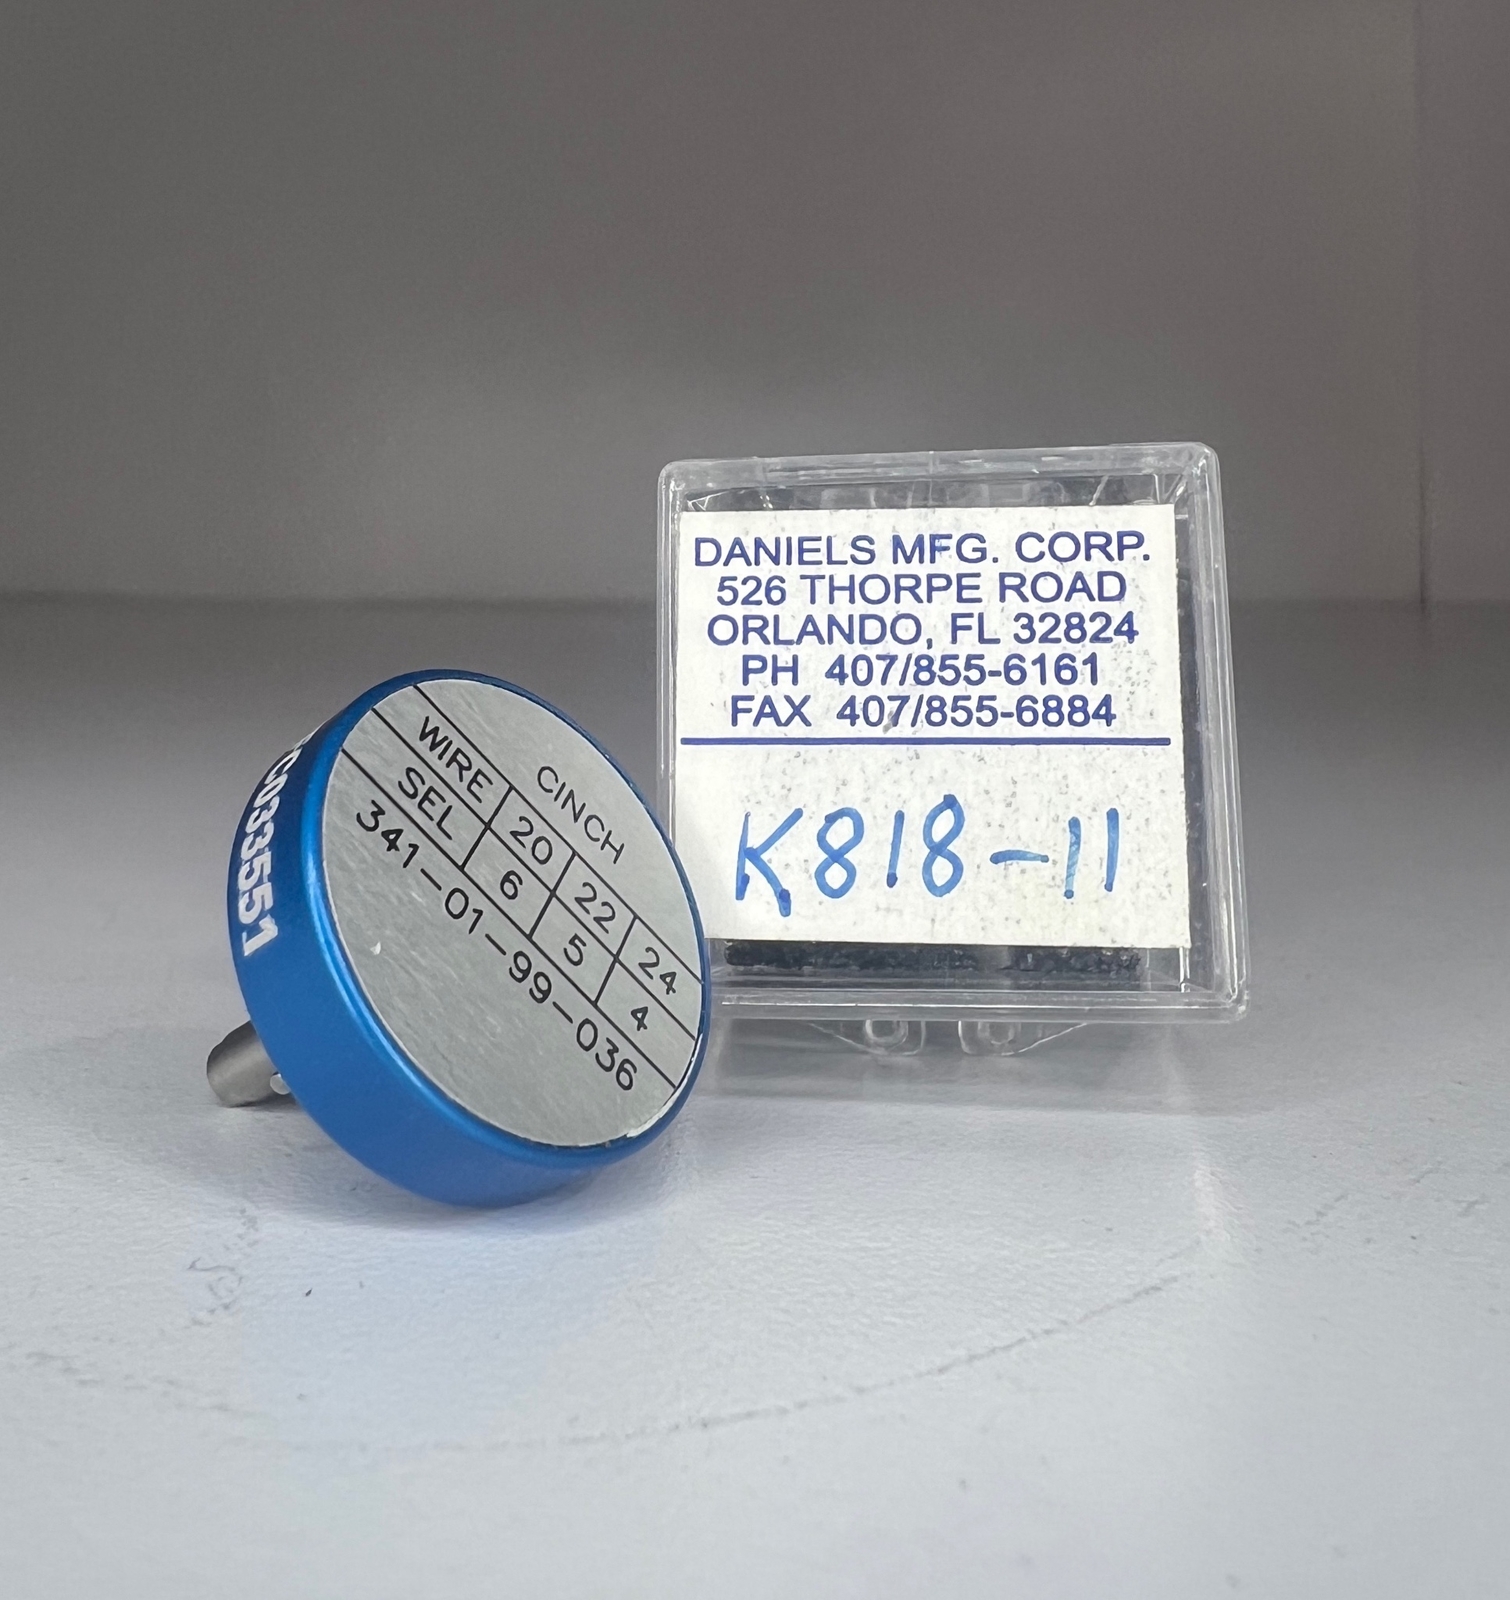 CINCH
WIRE 20 22 24
SEL 6 5 4
341-01-99-036
C033551
DANIELS MFG. CORP.
526 THORPE ROAD
ORLANDO, FL 32824
PH 407/855-6161
FAX 407/855-6884
K818-11